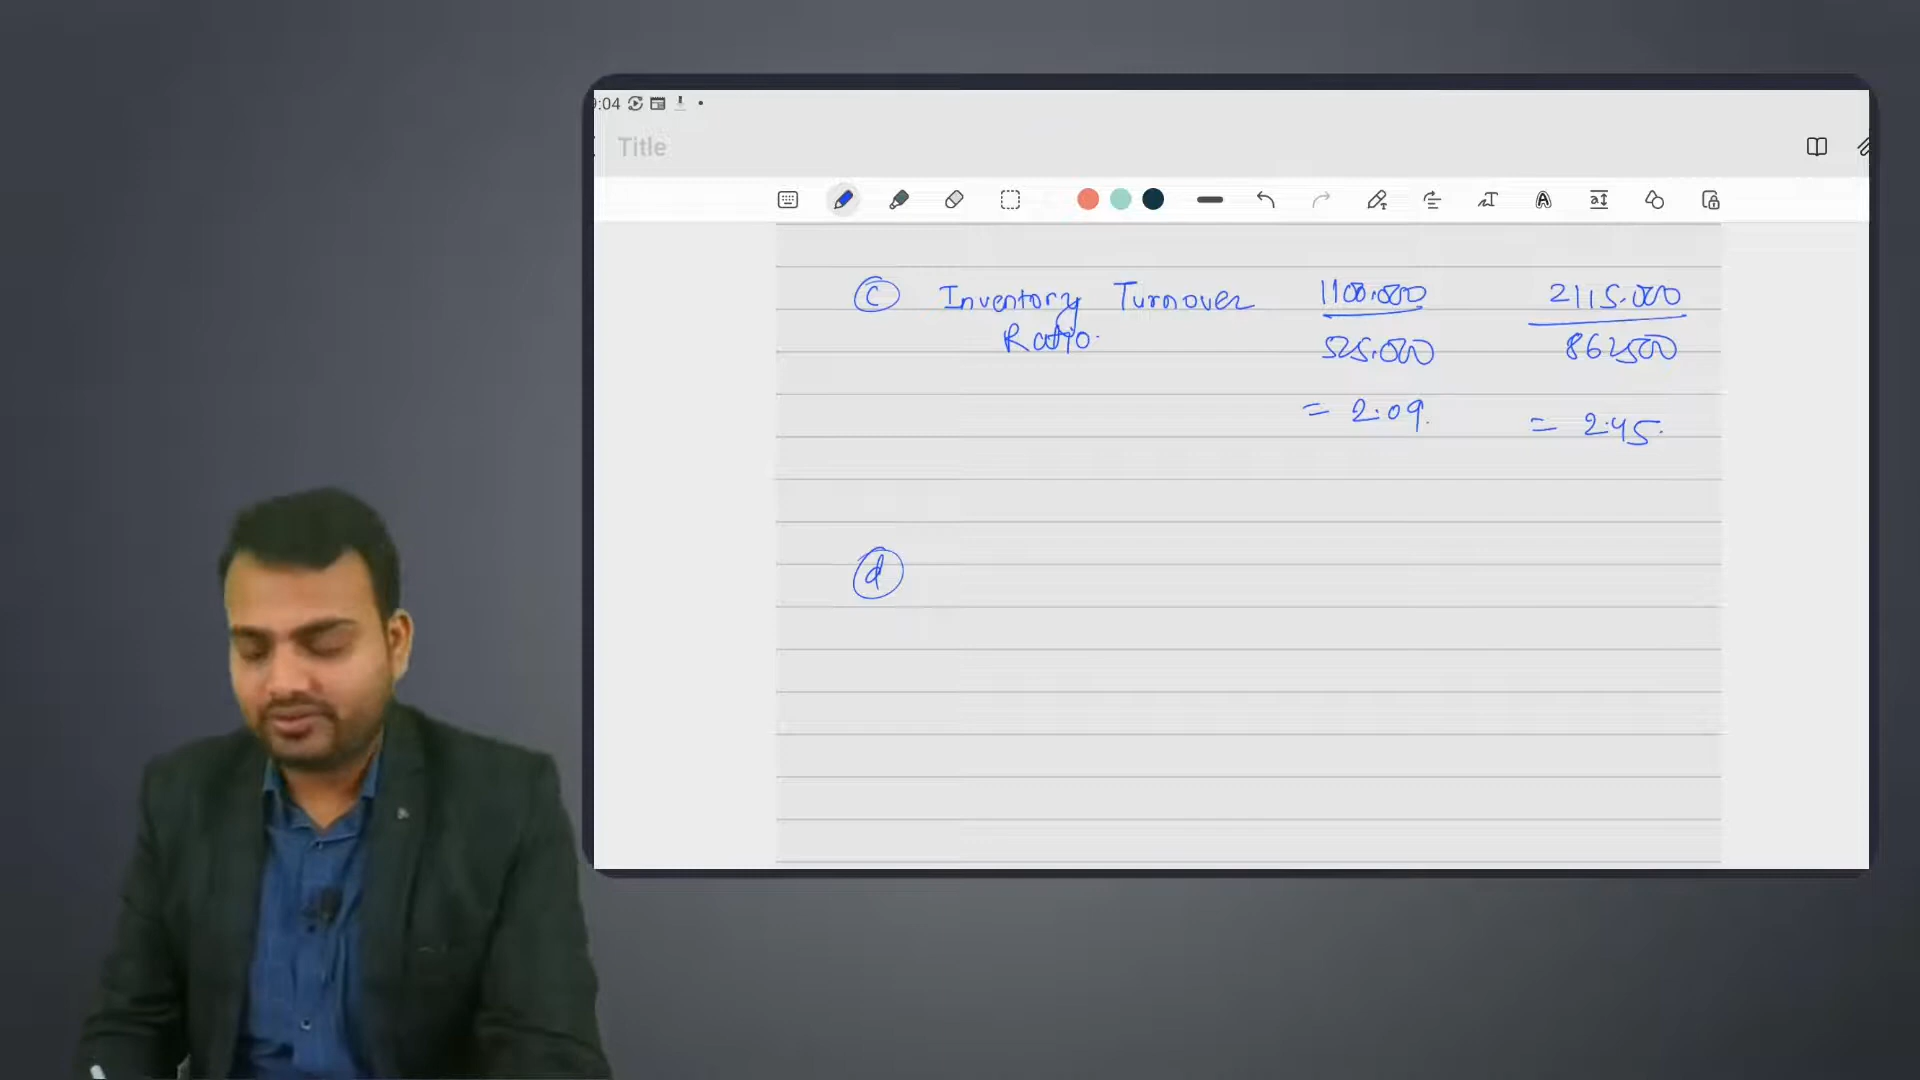 9:04
Title
C Inventory Turnover 1100.000 2115.000
Ratio. 525.000 862500
= 2.09. = 2.45.
d